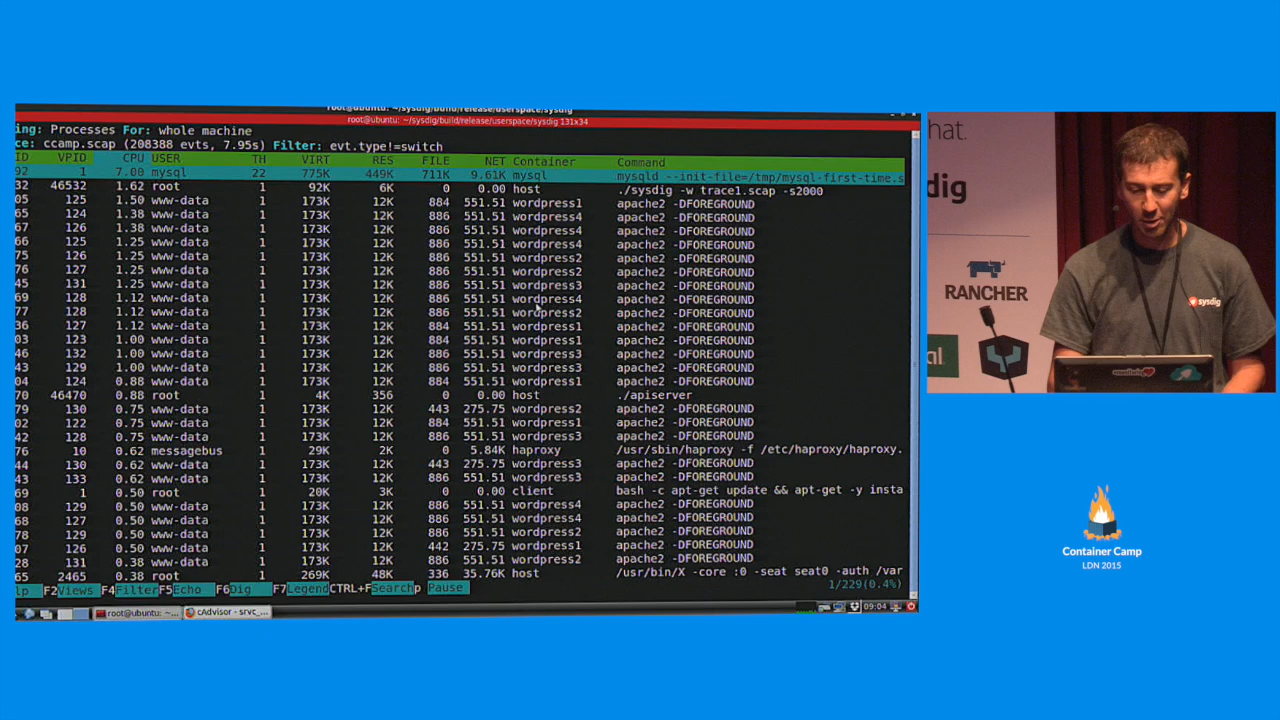 root@ubuntu: ~/sysdig/build/release/userspace/sysdig
root@ubuntu: ~/sysdig/build/release/userspace/sysdig 131x34
ing: Processes For: whole machine
ce: ccamp.scap (208388 evts, 7.95s) Filter: evt.type!=switch
ID VPID CPU USER TH VIRT RES FILE NET Container Command
92 1 7.00 mysql 22 775K 449K 711K 9.61K mysql mysqld --init-file=/tmp/mysql-first-time.s
32 46532 1.62 root 1 92K 6K 0 0.00 host ./sysdig -w trace1.scap -s2000
05 125 1.50 www-data 1 173K 12K 884 551.51 wordpress1 apache2 -DFOREGROUND
65 124 1.38 www-data 1 173K 12K 886 551.51 wordpress4 apache2 -DFOREGROUND
67 126 1.38 www-data 1 173K 12K 886 551.51 wordpress4 apache2 -DFOREGROUND
66 125 1.25 www-data 1 173K 12K 886 551.51 wordpress4 apache2 -DFOREGROUND
75 126 1.25 www-data 1 173K 12K 886 551.51 wordpress2 apache2 -DFOREGROUND
76 127 1.25 www-data 1 173K 12K 886 551.51 wordpress2 apache2 -DFOREGROUND
45 131 1.25 www-data 1 173K 12K 886 551.51 wordpress3 apache2 -DFOREGROUND
69 128 1.12 www-data 1 173K 12K 886 551.51 wordpress4 apache2 -DFOREGROUND
77 128 1.12 www-data 1 173K 12K 886 551.51 wordpress2 apache2 -DFOREGROUND
36 127 1.12 www-data 1 173K 12K 884 551.51 wordpress1 apache2 -DFOREGROUND
03 123 1.00 www-data 1 173K 12K 884 551.51 wordpress1 apache2 -DFOREGROUND
46 132 1.00 www-data 1 173K 12K 886 551.51 wordpress3 apache2 -DFOREGROUND
43 129 1.00 www-data 1 173K 12K 886 551.51 wordpress3 apache2 -DFOREGROUND
04 124 0.88 www-data 1 173K 12K 884 551.51 wordpress1 apache2 -DFOREGROUND
70 46470 0.88 root 1 4K 356 0 0.00 host ./apiserver
79 130 0.75 www-data 1 173K 12K 443 275.75 wordpress2 apache2 -DFOREGROUND
02 122 0.75 www-data 1 173K 12K 884 551.51 wordpress1 apache2 -DFOREGROUND
42 128 0.75 www-data 1 173K 12K 886 551.51 wordpress3 apache2 -DFOREGROUND
76 10 0.62 messagebus 1 29K 2K 0 5.84K haproxy /usr/sbin/haproxy -f /etc/haproxy/haproxy.
44 130 0.62 www-data 1 173K 12K 443 275.75 wordpress3 apache2 -DFOREGROUND
43 133 0.62 www-data 1 173K 12K 886 551.51 wordpress3 apache2 -DFOREGROUND
69 1 0.50 root 1 20K 3K 0 0.00 client bash -c apt-get update && apt-get -y insta
08 129 0.50 www-data 1 173K 12K 886 551.51 wordpress4 apache2 -DFOREGROUND
68 127 0.50 www-data 1 173K 12K 886 551.51 wordpress4 apache2 -DFOREGROUND
78 129 0.50 www-data 1 173K 12K 886 551.51 wordpress2 apache2 -DFOREGROUND
07 126 0.50 www-data 1 173K 12K 442 275.75 wordpress1 apache2 -DFOREGROUND
28 131 0.38 www-data 1 173K 12K 886 551.51 wordpress2 apache2 -DFOREGROUND
65 2465 0.38 root 1 269K 48K 336 35.76K host /usr/bin/X -core :0 -seat seat0 -auth /var
lp F2Views F4FilterF5Echo F6Dig F7LegendCTRL+FSearchp Pause 1/229(0.4%)
root@ubuntu: ~... cAdvisor - srvc_... 09:04
hat.
dig
RANCHER
al
sysdig
Container Camp
LDN 2015